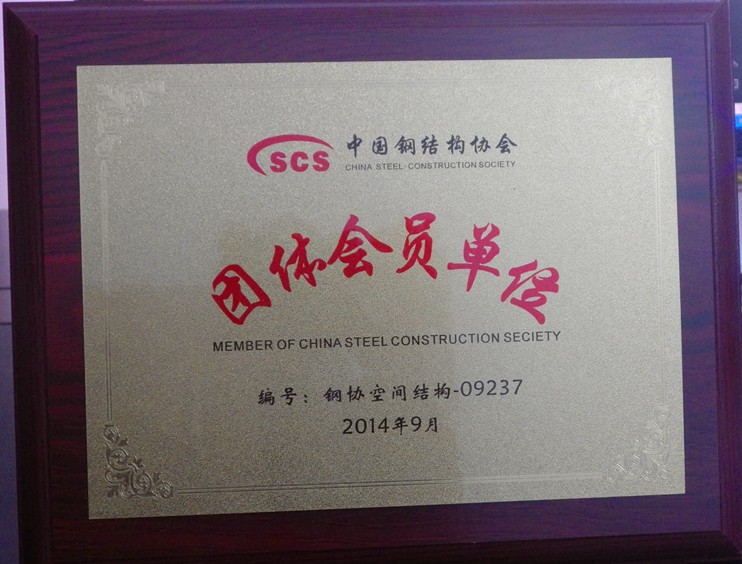 SCS 中国钢结构协会
CHINA STEEL·CONSTRUCTION SOCIETY
团体会员单位
MEMBER OF CHINA STEEL CONSTRUCTION SECIETY
编号：钢协空间结构-09237
2014年9月